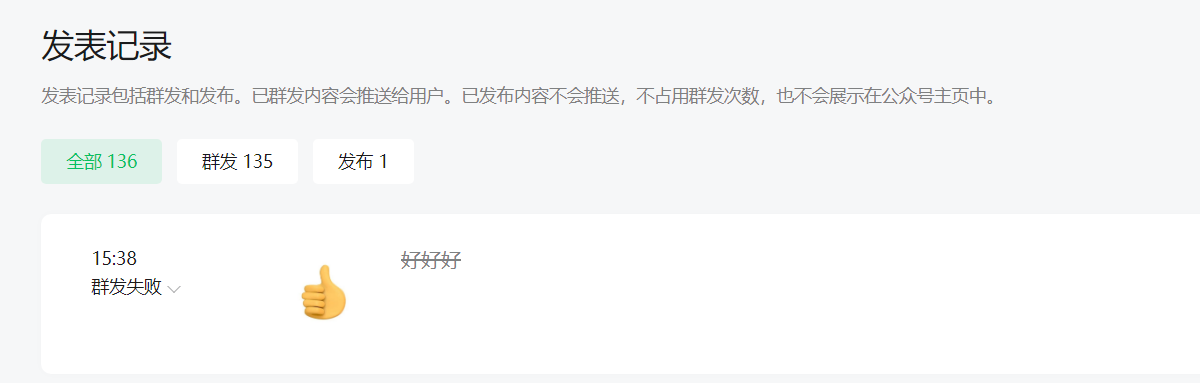 发表记录
发表记录包括群发和发布。已群发内容会推送给用户。已发布内容不会推送，不占用群发次数，也不会展示在公众号主页中。
全部 136 群发 135 发布 1
15:38 好好好
群发失败